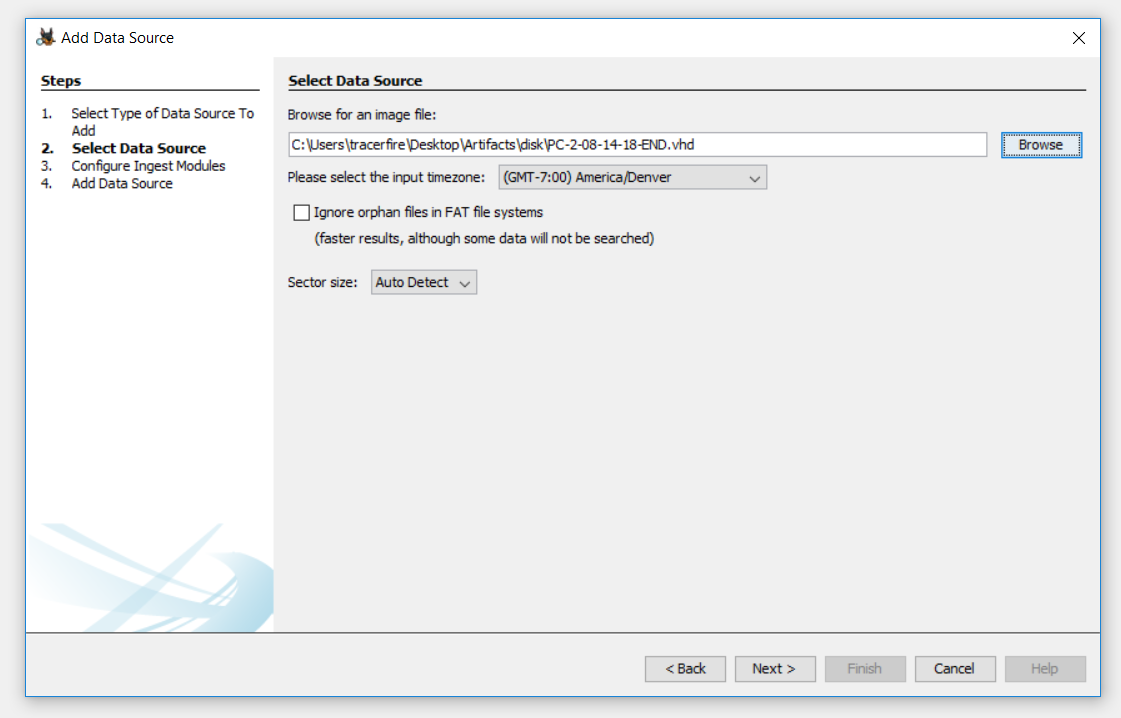 Add Data Source
Steps
1. Select Type of Data Source To
Add
2. Select Data Source
3. Configure Ingest Modules
4. Add Data Source
Select Data Source
Browse for an image file:
C:\Users\tracerfire\Desktop\Artifacts\disk\PC-2-08-14-18-END.vhd
Browse
Please select the input timezone: (GMT-7:00) America/Denver
Ignore orphan files in FAT file systems
(faster results, although some data will not be searched)
Sector size: Auto Detect
< Back
Next >
Finish
Cancel
Help